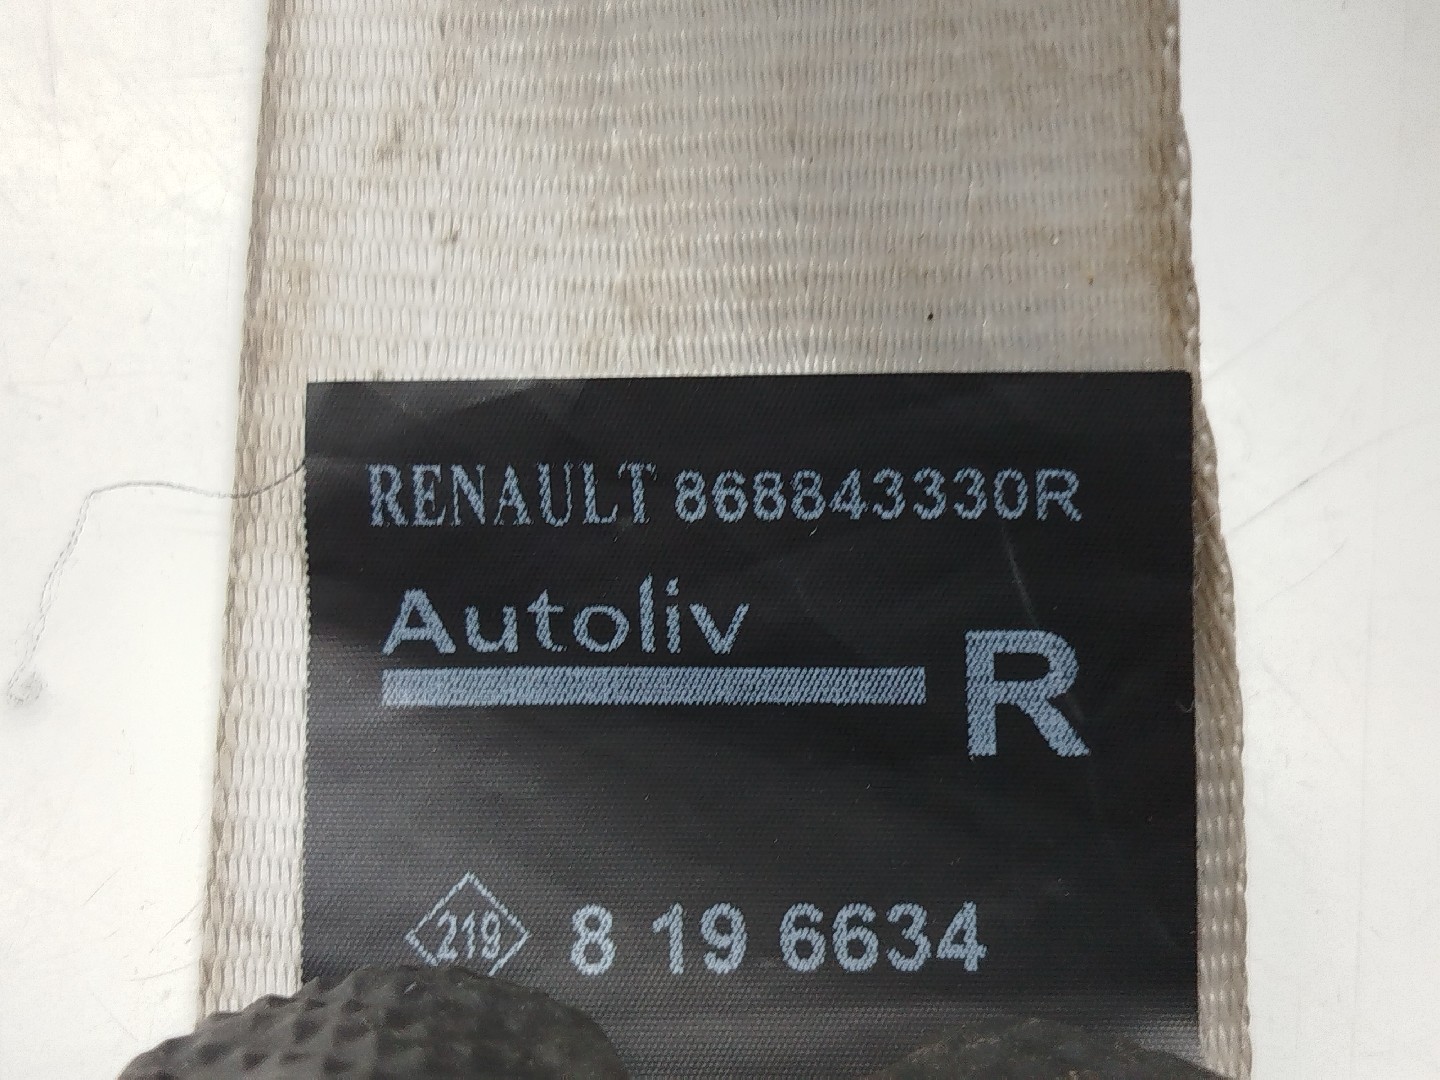 RENAULT 868843330R
Autoliv
R
219 8 19 6634